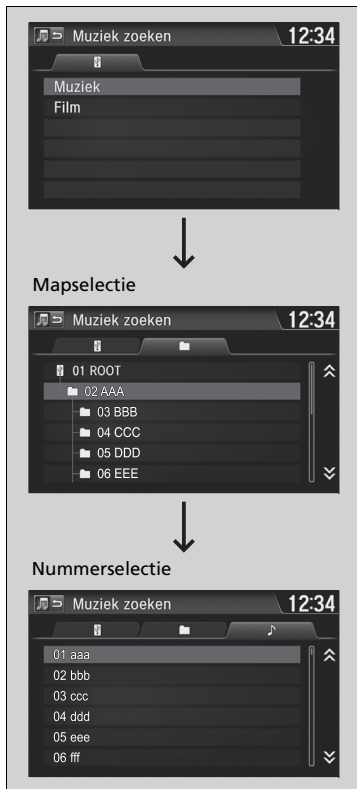 Muziek zoeken 12:34
Muziek
Film
Mapselectie
Muziek zoeken 12:34
01 ROOT
02 AAA
03 BBB
04 CCC
05 DDD
06 EEE
Nummerselectie
Muziek zoeken 12:34
01 aaa
02 bbb
03 ccc
04 ddd
05 eee
06 fff